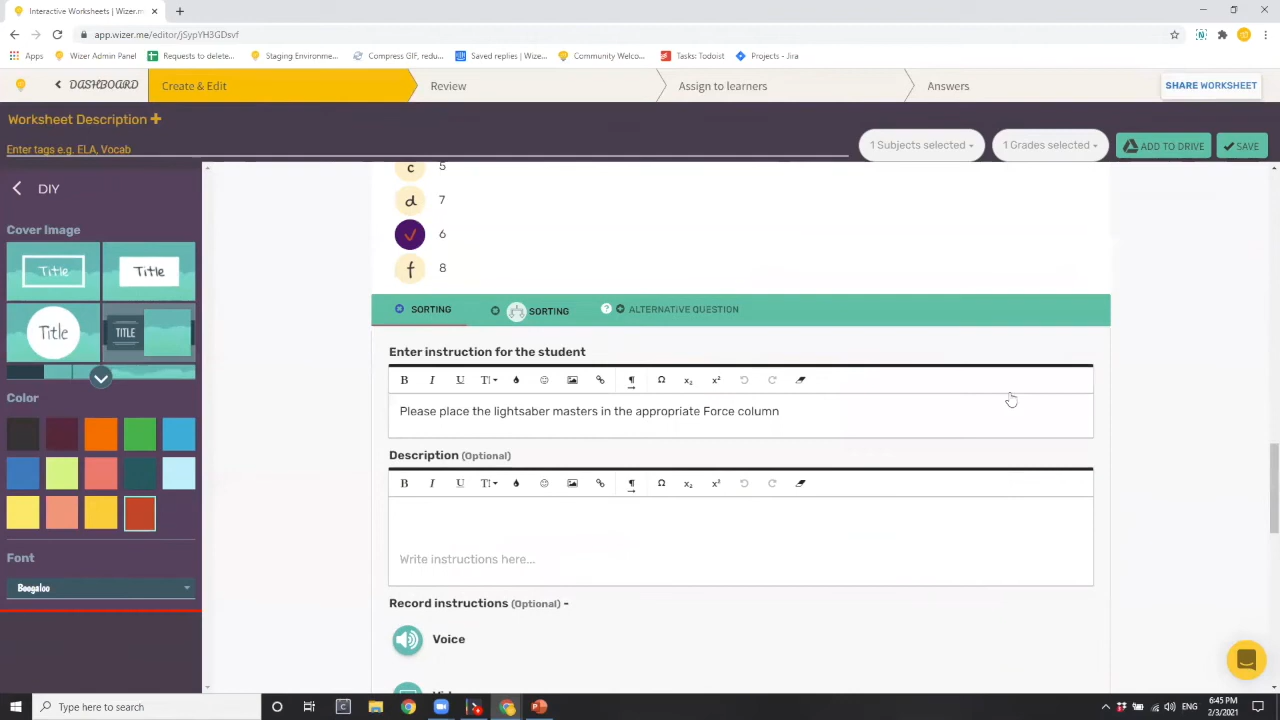 Interactive Worksheets | Wizer.m
app.wizer.me/editor/jSypYH3GDsvf
Apps
Wizer Admin Panel
Requests to delete...
Staging Environme...
Compress GIF, redu...
Saved replies | Wize...
Community Welco...
Tasks: Todoist
Projects - Jira
DASHBOARD
Create & Edit
Review
Assign to learners
Answers
SHARE WORKSHEET
Worksheet Description +
Enter tags e.g. ELA, Vocab
1 Subjects selected
1 Grades selected
ADD TO DRIVE
SAVE
DIY
Cover Image
Title
Title
Title
TITLE
Color
Font
Boogaloo
c 5
d 7
6
f 8
SORTING
SORTING
? ALTERNATIVE QUESTION
Enter instruction for the student
B I U T! ¶ Ω x₂ x²
Please place the lightsaber masters in the appropriate Force column
Description (Optional)
B I U T! ¶ Ω x₂ x²
Write instructions here...
Record instructions (Optional) -
Voice
Type here to search
ENG
6:45 PM
2/3/2021